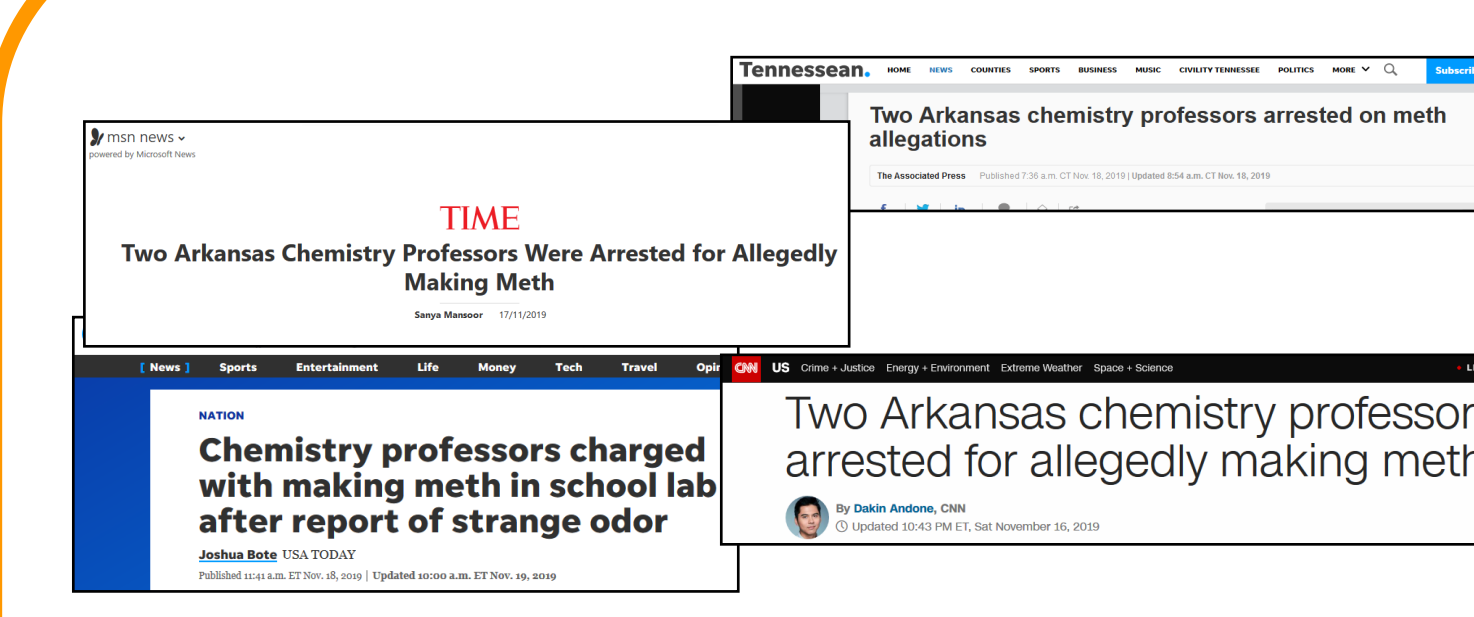 Tennessean.
HOME NEWS COUNTIES SPORTS BUSINESS MUSIC CIVILITY TENNESSEE POLITICS MORE
Two Arkansas chemistry professors arrested on meth
allegations
The Associated Press Published 7:36 a.m. CT Nov. 18, 2019 | Updated 8:54 a.m. CT Nov. 18, 2019
msn news
powered by Microsoft News
TIME
Two Arkansas Chemistry Professors Were Arrested for Allegedly
Making Meth
Sanya Mansoor 17/11/2019
[ News ] Sports Entertainment Life Money Tech Travel
NATION
Chemistry professors charged
with making meth in school lab
after report of strange odor
Joshua Bote USA TODAY
Published 11:41 a.m. ET Nov. 18, 2019 | Updated 10:00 a.m. ET Nov. 19, 2019
CNN US Crime + Justice Energy + Environment Extreme Weather Space + Science
Two Arkansas chemistry professor
arrested for allegedly making meth
By Dakin Andone, CNN
Updated 10:43 PM ET, Sat November 16, 2019